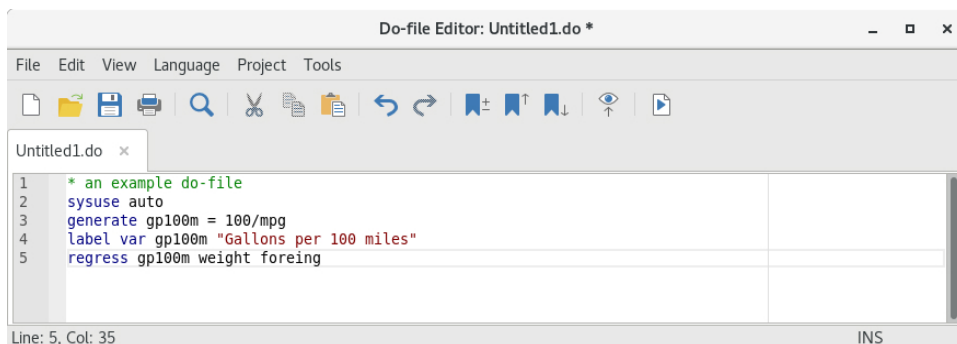 Do-file Editor: Untitled1.do *
File Edit View Language Project Tools
Untitled1.do
1 * an example do-file
2 sysuse auto
3 generate gp100m = 100/mpg
4 label var gp100m "Gallons per 100 miles"
5 regress gp100m weight foreing
Line: 5, Col: 35 INS